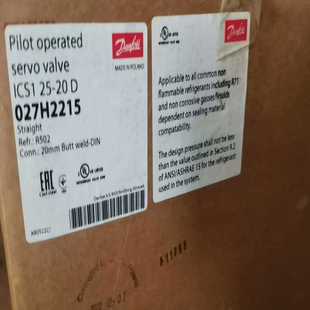 Pilot operated
servo valve
ICS1 25-20 D
027H2215
Straight
Refr.: R502
Conn.: 20mm Butt weld-DIN
Danfoss
MADE IN POLAND
EAC
Danfoss
Applicable to all common non
flammable refrigerants including R717
and non corrosive gases
dependent on sealing material
compatability.
The design pressure shall not be less
than the value outlined in Section 9.2
of ANSI/ASHRAE 15 for the refrigerant
used in the system.